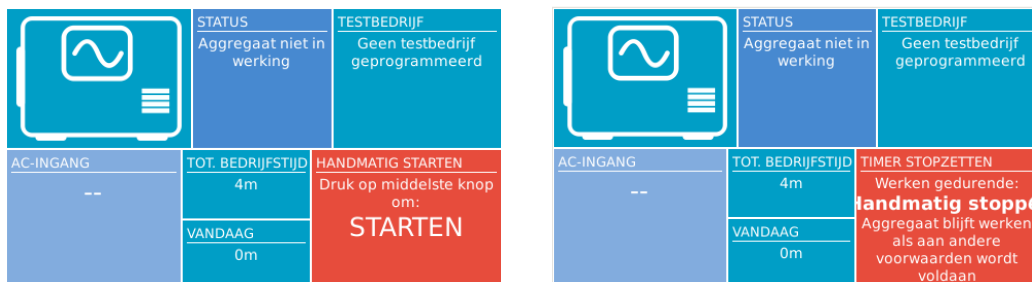 STATUS
Aggregaat niet in
werking
TESTBEDRIJF
Geen testbedrijf
geprogrammeerd
AC-INGANG
--
TOT. BEDRIJFSTIJD
4m
VANDAAG
0m
HANDMATIG STARTEN
Druk op middelste knop
om:
STARTEN
STATUS
Aggregaat niet in
werking
TESTBEDRIJF
Geen testbedrijf
geprogrammeerd
AC-INGANG
--
TOT. BEDRIJFSTIJD
4m
VANDAAG
0m
TIMER STOPZETTEN
Werken gedurende:
Handmatig stoppe
Aggregaat blijft werken
als aan andere
voorwaarden wordt
voldaan